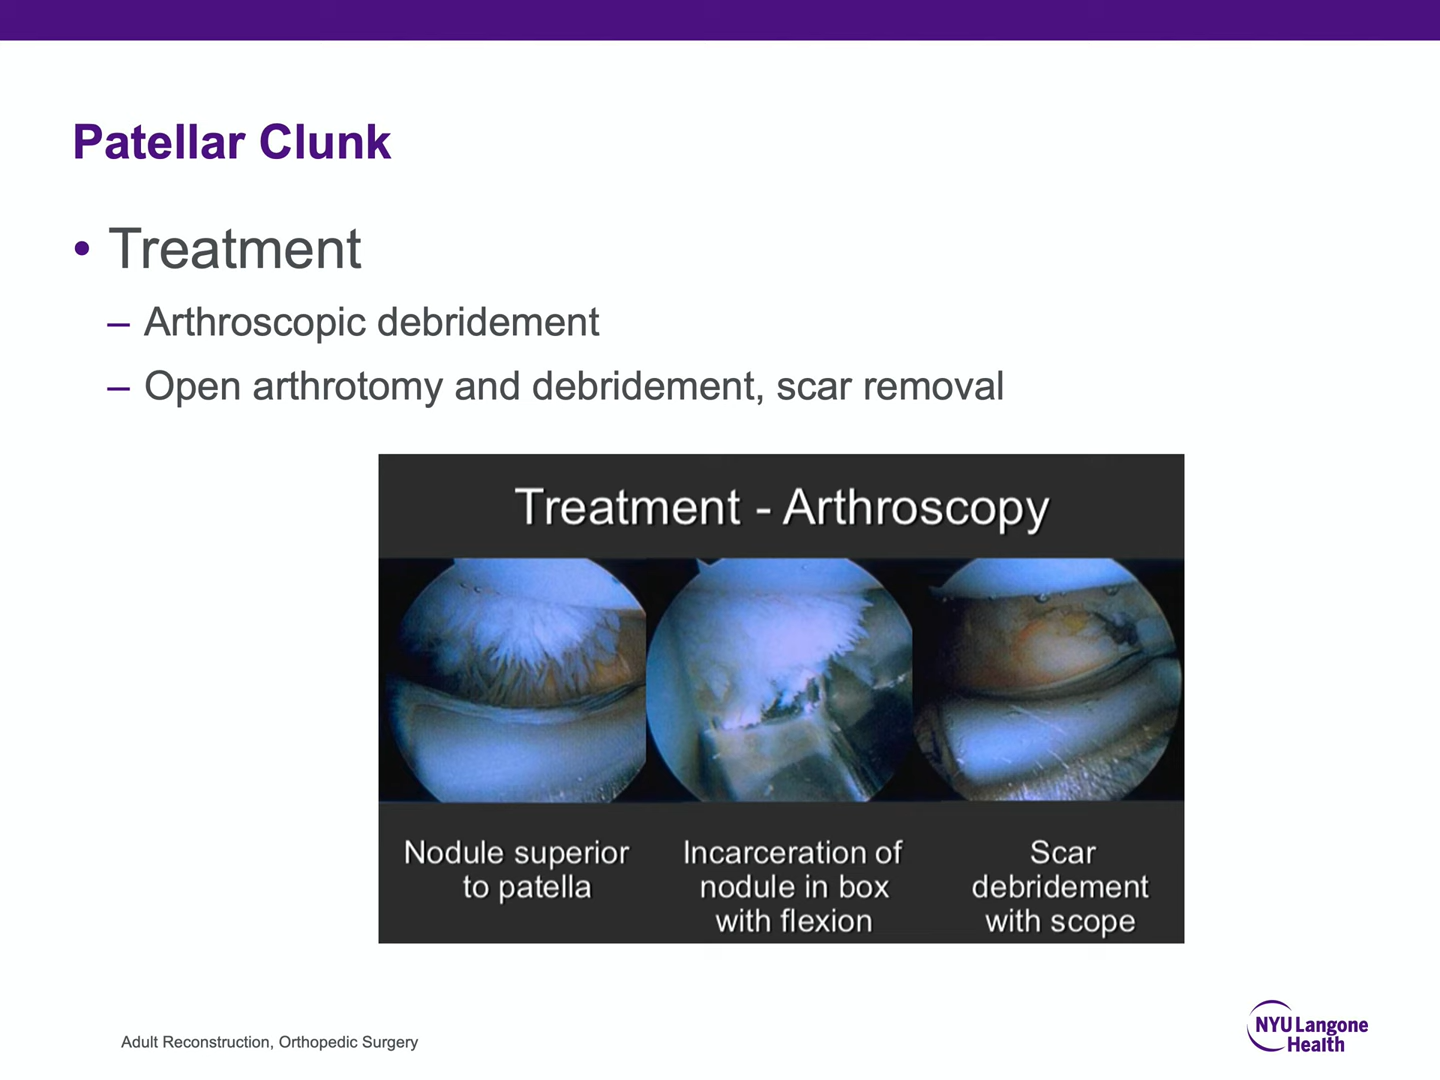 Patellar Clunk
• Treatment
– Arthroscopic debridement
– Open arthrotomy and debridement, scar removal
Treatment - Arthroscopy
Nodule superior
to patella
Incarceration of
nodule in box
with flexion
Scar
debridement
with scope
Adult Reconstruction, Orthopedic Surgery
NYU Langone
Health